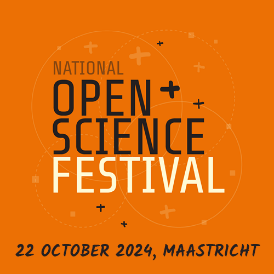 NATIONAL
OPEN
SCIENCE
FESTIVAL
22 OCTOBER 2024, MAASTRICHT